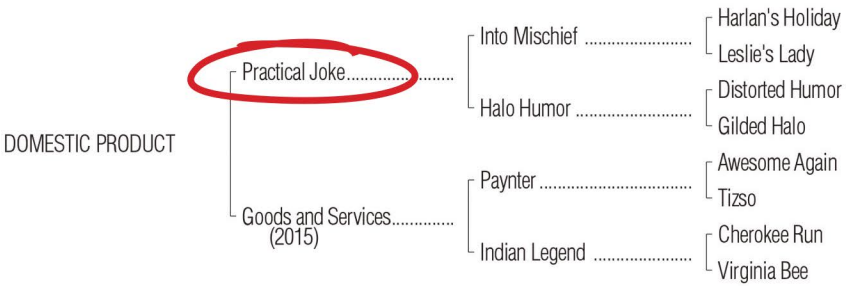 Harlan's Holiday
Into Mischief ........................
Leslie's Lady
Practical Joke........................
Distorted Humor
Halo Humor ..........................
Gilded Halo
DOMESTIC PRODUCT
Awesome Again
Paynter ..................................
Tizso
Goods and Services..............
(2015)
Cherokee Run
Indian Legend ......................
Virginia Bee